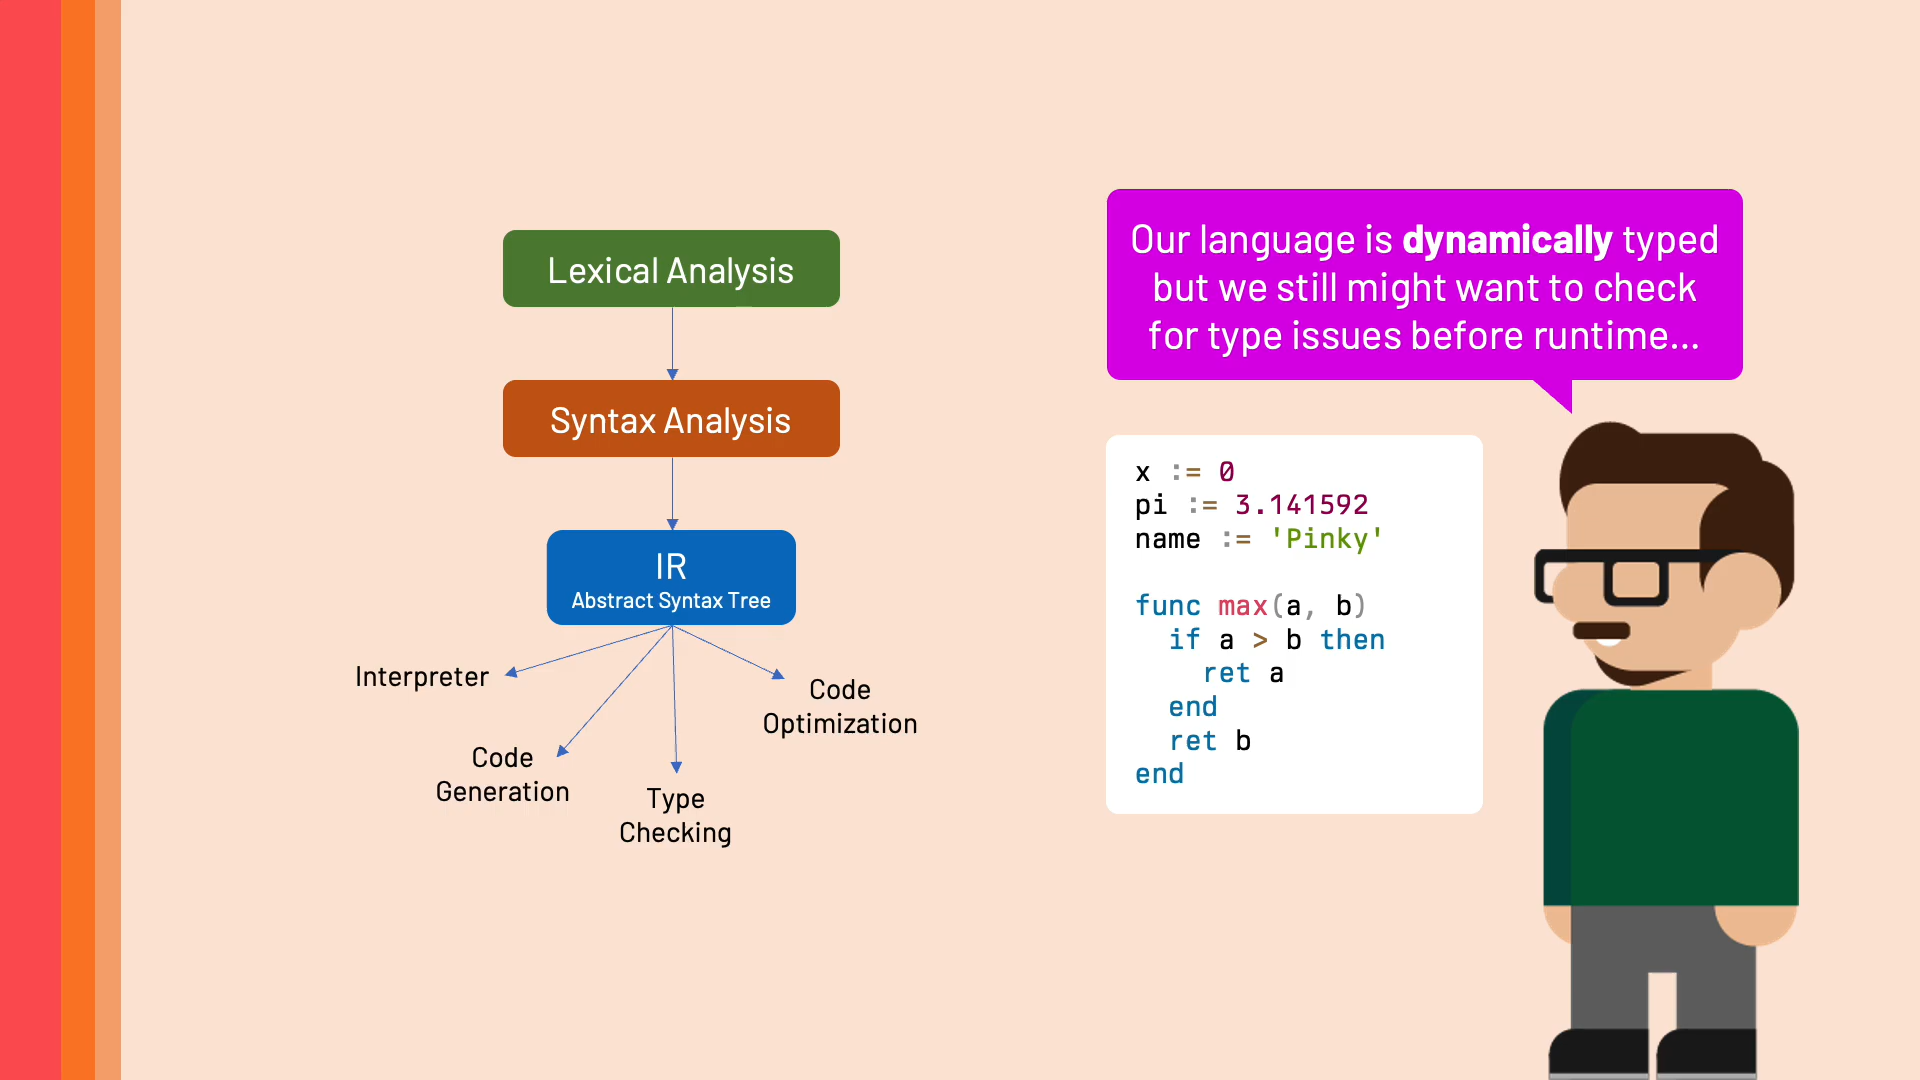 Lexical Analysis
Syntax Analysis
IR
Abstract Syntax Tree
Interpreter
Code
Generation
Type
Checking
Code
Optimization
Our language is dynamically typed
but we still might want to check
for type issues before runtime...
x := 0
pi := 3.141592
name := 'Pinky'

func max(a, b)
  if a > b then
    ret a
  end
  ret b
end